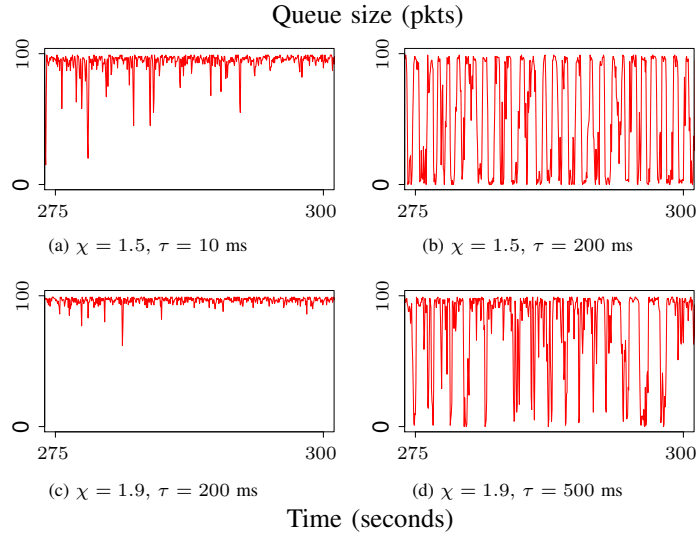 Queue size (pkts)
100
0
275
300
(a) χ = 1.5, τ = 10 ms
100
0
275
300
(b) χ = 1.5, τ = 200 ms
100
0
275
300
(c) χ = 1.9, τ = 200 ms
100
0
275
300
(d) χ = 1.9, τ = 500 ms
Time (seconds)